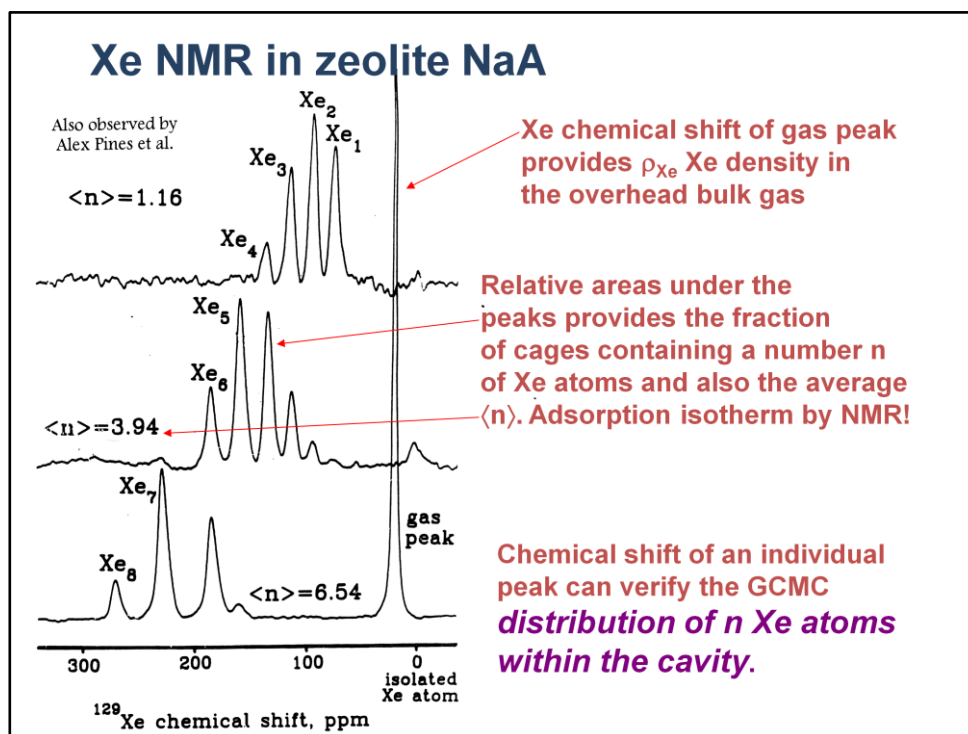 Xe NMR in zeolite NaA
Also observed by
Alex Pines et al.
<n>=1.16
Xe₄
Xe₃
Xe₂
Xe₁
Xe chemical shift of gas peak
provides ρXe Xe density in
the overhead bulk gas
<n>=3.94
Xe₆
Xe₅
Relative areas under the
peaks provides the fraction
of cages containing a number n
of Xe atoms and also the average
⟨n⟩. Adsorption isotherm by NMR!
Xe₈
Xe₇
<n>=6.54
gas
peak
Chemical shift of an individual
peak can verify the GCMC
distribution of n Xe atoms
within the cavity.
300 200 100 0
isolated
Xe atom
¹²⁹Xe chemical shift, ppm